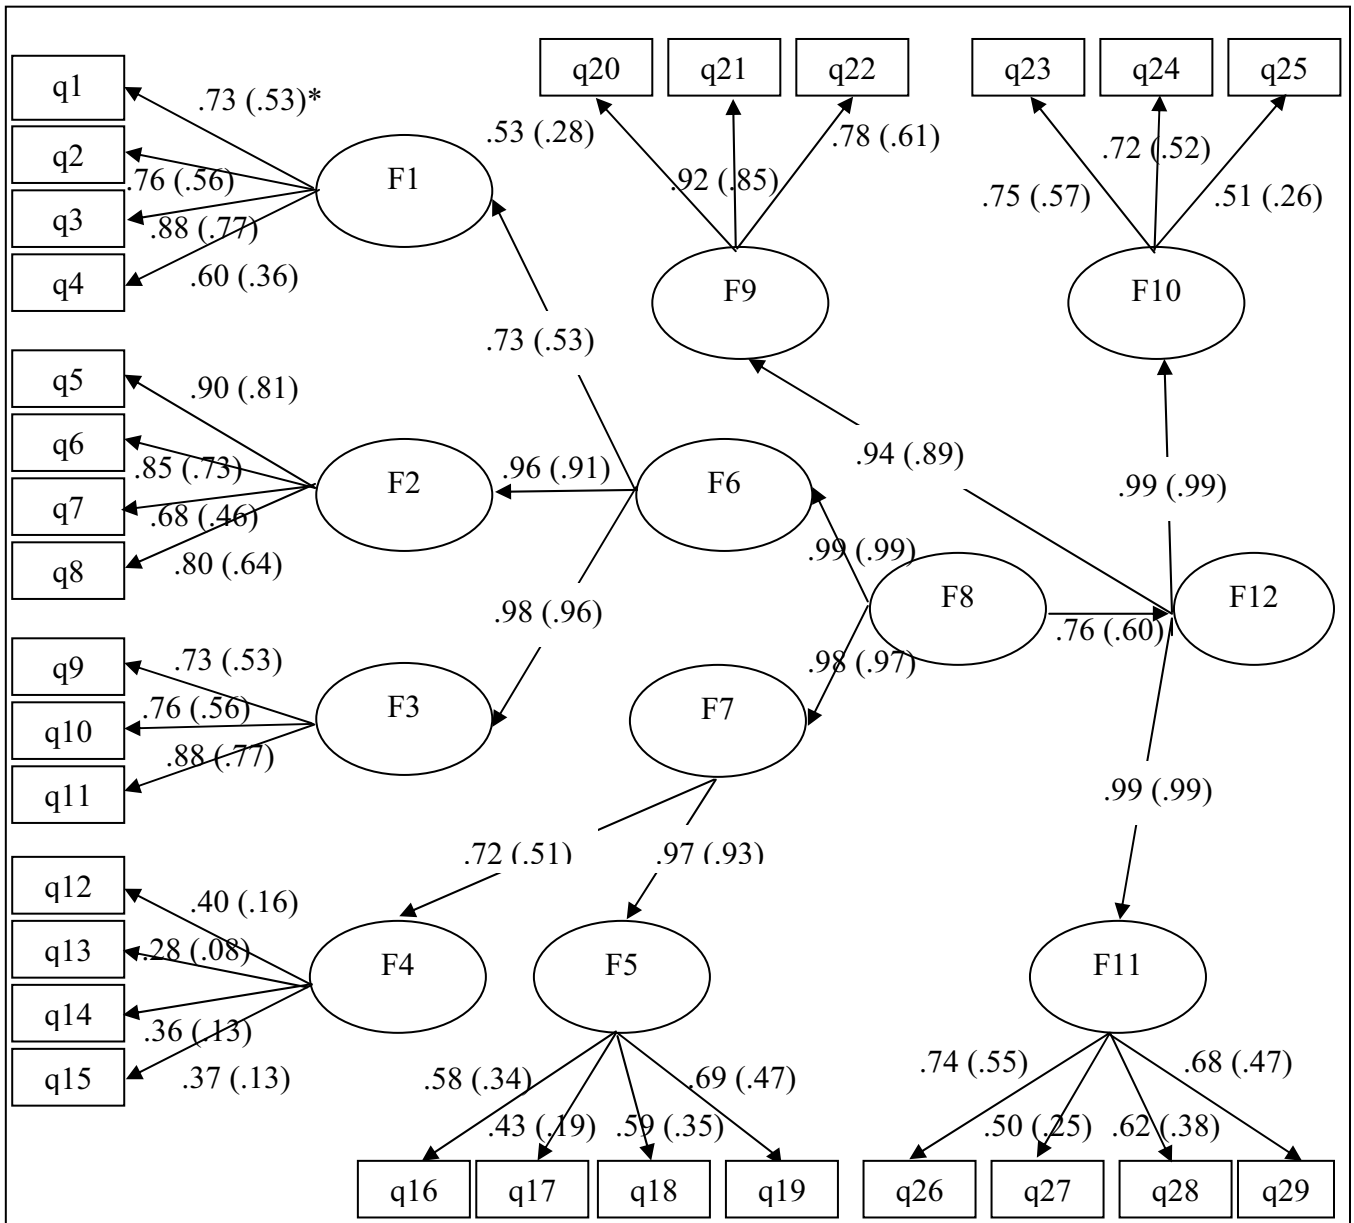 q20 q21 q22 q23 q24 q25
q1
.73 (.53)*
q2
.53 (.28)
.78 (.61)
.72 (.52)
.76 (.56)
F1
.92 (.85)
.75 (.57)
.51 (.26)
q3
.88 (.77)
q4
.60 (.36)
F9
F10
.73 (.53)
q5
.90 (.81)
q6
.85 (.73)
.96 (.91)
.94 (.89)
F2
F6
.99 (.99)
q7
.68 (.46)
q8
.80 (.64)
.99 (.99)
F8
F12
.98 (.96)
.76 (.60)
q9
.73 (.53)
.98 (.97)
q10
.76 (.56)
F3
F7
q11
.88 (.77)
.99 (.99)
.72 (.51)
.97 (.93)
q12
.40 (.16)
q13
.28 (.08)
F4
F5
F11
q14
.36 (.13)
q15
.37 (.13)
.58 (.34)
.69 (.47)
.74 (.55)
.68 (.47)
.43 (.19)
.59 (.35)
.50 (.25)
.62 (.38)
q16 q17 q18 q19 q26 q27 q28 q29